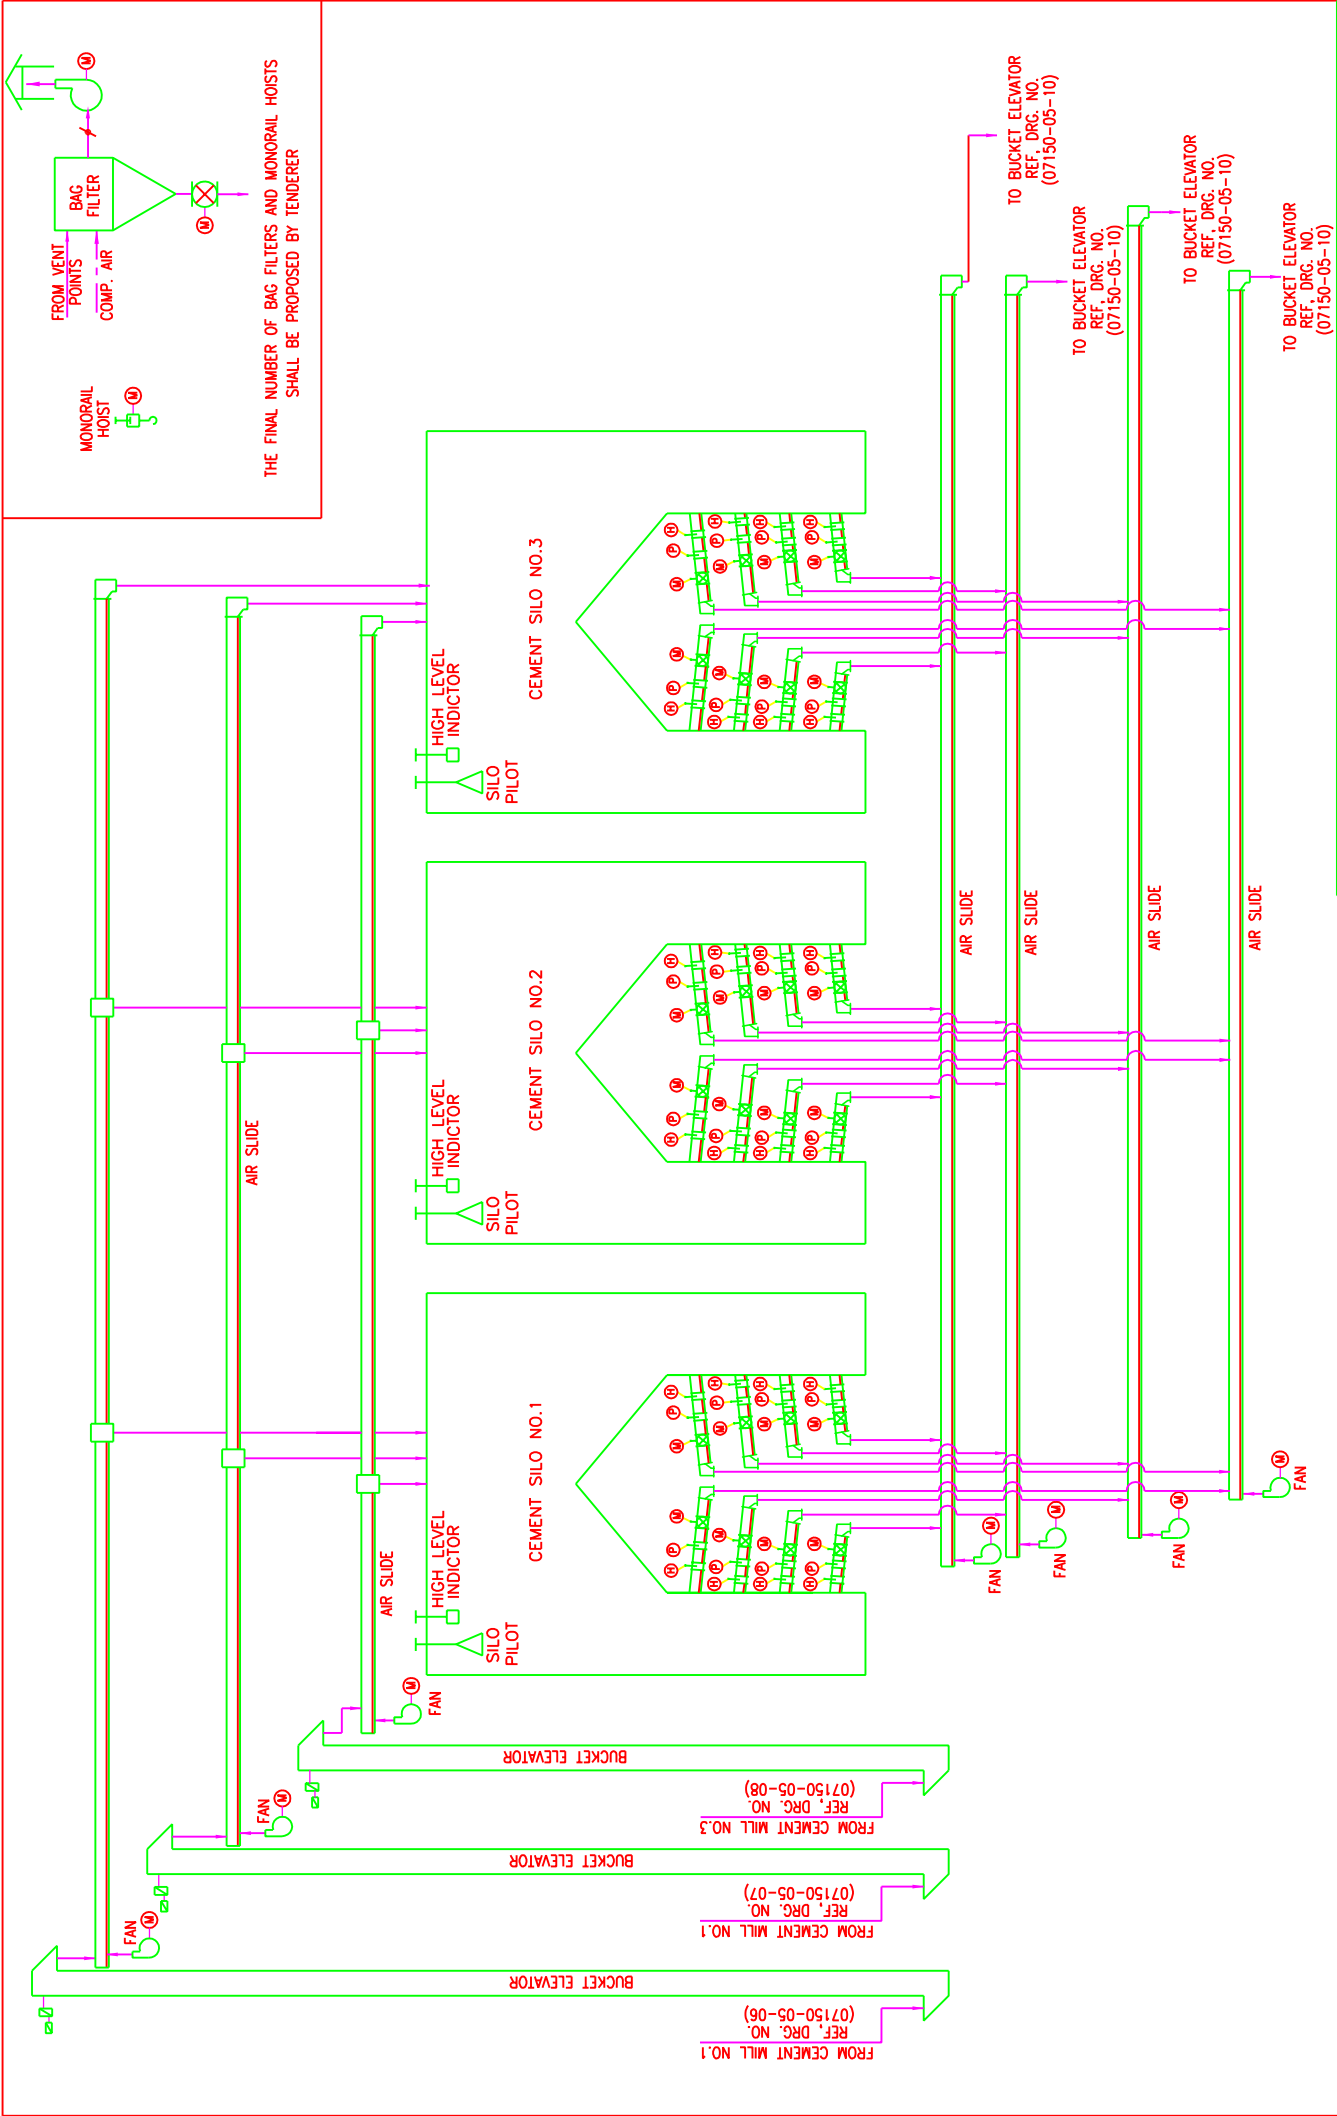 FROM VENT
POINTS
COMP. AIR
BAG
FILTER
M
M
MONORAIL
HOIST
M
THE FINAL NUMBER OF BAG FILTERS AND MONORAIL HOISTS
SHALL BE PROPOSED BY TENDERER
FAN
M
FAN
M
FAN
M
AIR SLIDE
AIR SLIDE
BUCKET ELEVATOR
FROM CEMENT MILL NO.1
REF, DRG. NO.
(07150-05-06)
BUCKET ELEVATOR
FROM CEMENT MILL NO.1
REF, DRG. NO.
(07150-05-07)
BUCKET ELEVATOR
FROM CEMENT MILL NO.3
REF, DRG. NO.
(07150-05-08)
SILO
PILOT
HIGH LEVEL
INDICTOR
CEMENT SILO NO.1
H P M M P H
H P M M P H
H P M M P H
H P M M P H
SILO
PILOT
HIGH LEVEL
INDICTOR
CEMENT SILO NO.2
H P M M P H
H P M M P H
H P M M P H
H P M M P H
SILO
PILOT
HIGH LEVEL
INDICTOR
CEMENT SILO NO.3
H P M M P H
H P M M P H
H P M M P H
H P M M P H
FAN
M
AIR SLIDE
TO BUCKET ELEVATOR
REF, DRG. NO.
(07150-05-10)
FAN
M
AIR SLIDE
TO BUCKET ELEVATOR
REF, DRG. NO.
(07150-05-10)
FAN
M
AIR SLIDE
TO BUCKET ELEVATOR
REF, DRG. NO.
(07150-05-10)
FAN
M
AIR SLIDE
TO BUCKET ELEVATOR
REF, DRG. NO.
(07150-05-10)